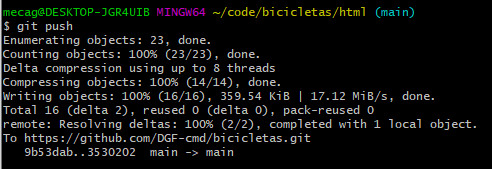 mecag@DESKTOP-JGR4UIB MINGW64 ~/code/bicicletas/html (main)
$ git push
Enumerating objects: 23, done.
Counting objects: 100% (23/23), done.
Delta compression using up to 8 threads
Compressing objects: 100% (14/14), done.
Writing objects: 100% (16/16), 359.54 KiB | 17.12 MiB/s, done.
Total 16 (delta 2), reused 0 (delta 0), pack-reused 0
remote: Resolving deltas: 100% (2/2), completed with 1 local object.
To https://github.com/DGF-cmd/bicicletas.git
   9b53dab..3530202  main -> main